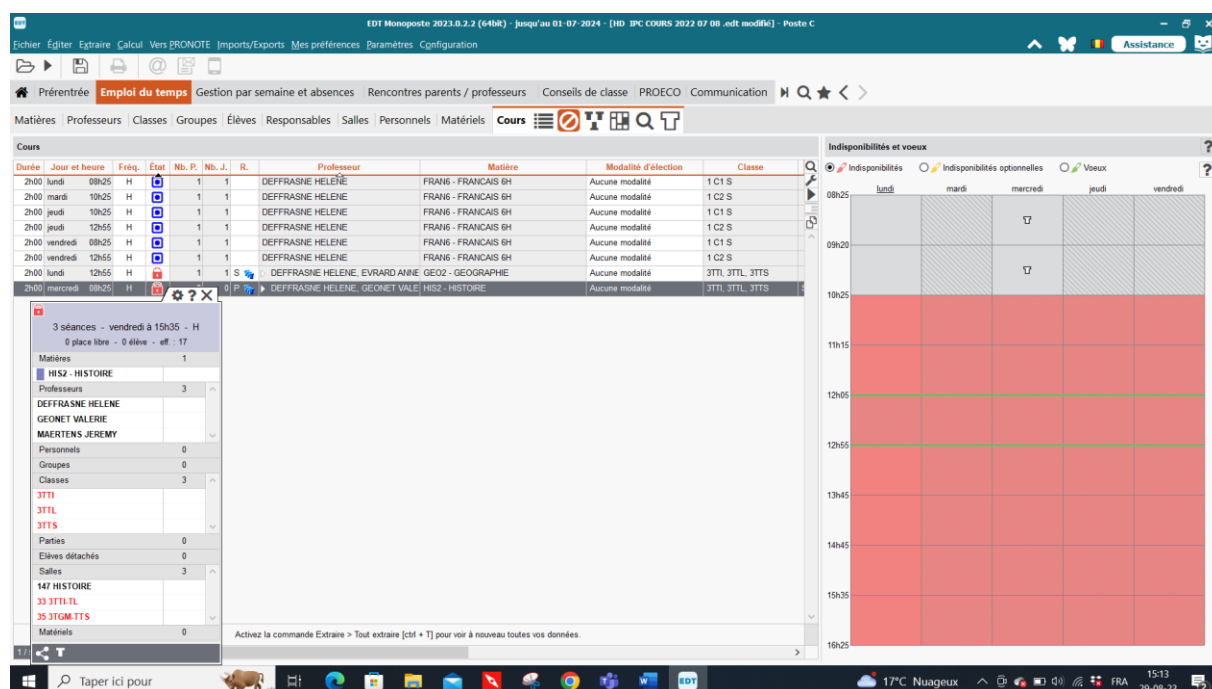 EDT Monoposte 2023.0.2.2 (64bit) - jusqu'au 01-07-2024 - [HD IPC COURS 2022 07 08 .edt modifié] - Poste C
Fichier Éditer Extraire Calcul Vers PRONOTE Imports/Exports Mes préférences Paramètres Configuration
Assistance
Prérentrée Emploi du temps Gestion par semaine et absences Rencontres parents / professeurs Conseils de classe PROECO Communication
Matières Professeurs Classes Groupes Élèves Responsables Salles Personnels Matériels Cours
Cours
Durée Jour et heure Fréq. État Nb. P. Nb. J. R. Professeur Matière Modalité d'élection Classe
2h00 lundi 08h25 H 1 1 DEFFRASNE HELENE FRAN6 - FRANCAIS 6H Aucune modalité 1 C1 S
2h00 mardi 10h25 H 1 1 DEFFRASNE HELENE FRAN6 - FRANCAIS 6H Aucune modalité 1 C2 S
2h00 jeudi 10h25 H 1 1 DEFFRASNE HELENE FRAN6 - FRANCAIS 6H Aucune modalité 1 C1 S
2h00 jeudi 12h55 H 1 1 DEFFRASNE HELENE FRAN6 - FRANCAIS 6H Aucune modalité 1 C2 S
2h00 vendredi 08h25 H 1 1 DEFFRASNE HELENE FRAN6 - FRANCAIS 6H Aucune modalité 1 C1 S
2h00 vendredi 12h55 H 1 1 DEFFRASNE HELENE FRAN6 - FRANCAIS 6H Aucune modalité 1 C2 S
2h00 lundi 12h55 H 1 1 S DEFFRASNE HELENE, EVRARD ANNE GEO2 - GEOGRAPHIE Aucune modalité 3TTI, 3TTL, 3TTS
2h00 mercredi 08h25 H 0 P DEFFRASNE HELENE, GEONET VALE HIS2 - HISTOIRE Aucune modalité 3TTI, 3TTL, 3TTS
3 séances - vendredi à 15h35 - H
0 place libre - 0 élève - eff. : 17
Matières 1
HIS2 - HISTOIRE
Professeurs 3
DEFFRASNE HELENE
GEONET VALERIE
MAERTENS JEREMY
Personnels 0
Groupes 0
Classes 3
3TTI
3TTL
3TTS
Parties 0
Elèves détachés 0
Salles 3
147 HISTOIRE
33 3TTI-TL
35 3TGM-TTS
Matériels 0
Activez la commande Extraire > Tout extraire [ctrl + T] pour voir à nouveau toutes vos données.
Indisponibilités et voeux
Indisponibilités Indisponibilités optionnelles Voeux
lundi mardi mercredi jeudi vendredi
08h25
09h20
10h25
11h15
12h05
12h55
13h45
14h45
15h35
16h25
Taper ici pour
17°C Nuageux
FRA
15:13
29-08-23